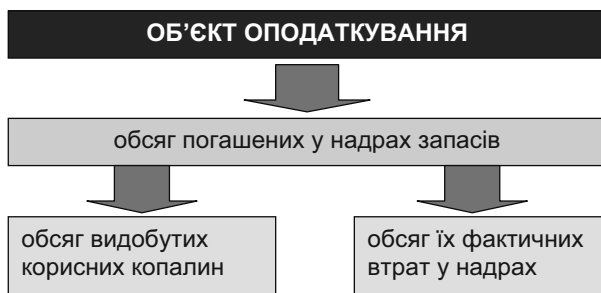 ОБ’ЄКТ ОПОДАТКУВАННЯ
обсяг погашених у надрах запасів
обсяг видобутих
корисних копалин
обсяг їх фактичних
втрат у надрах